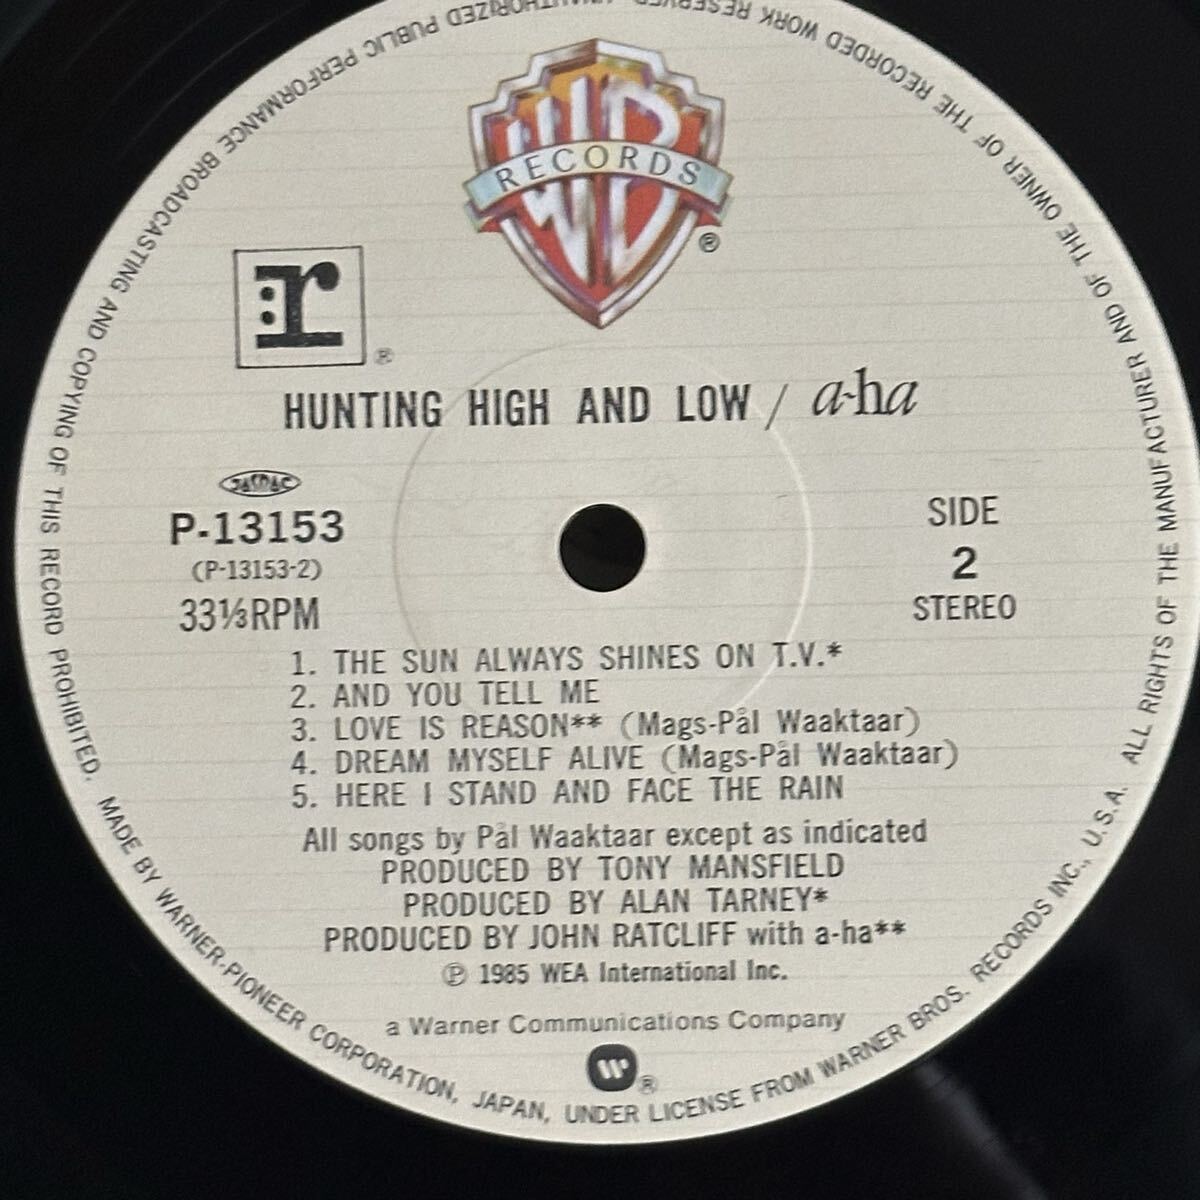 WB
RECORDS
®
r
®
HUNTING HIGH AND LOW / a-ha
JASRAC
P-13153
(P-13153-2)
33⅓RPM
SIDE
2
STEREO
1. THE SUN ALWAYS SHINES ON T.V.*
2. AND YOU TELL ME
3. LOVE IS REASON** (Mags-Pål Waaktaar)
4. DREAM MYSELF ALIVE (Mags-Pål Waaktaar)
5. HERE I STAND AND FACE THE RAIN
All songs by Pål Waaktaar except as indicated
PRODUCED BY TONY MANSFIELD
PRODUCED BY ALAN TARNEY*
PRODUCED BY JOHN RATCLIFF with a-ha**
Ⓟ 1985 WEA International Inc.
a Warner Communications Company
®
ALL RIGHTS OF THE MANUFACTURER AND OF THE OWNER OF THE RECORDED WORK RESERVED. UNAUTHORIZED PUBLIC PERFORMANCE BROADCASTING AND COPYING OF THIS RECORD PROHIBITED. MADE BY WARNER-PIONEER CORPORATION, JAPAN, UNDER LICENSE FROM WARNER BROS. RECORDS INC., U.S.A.